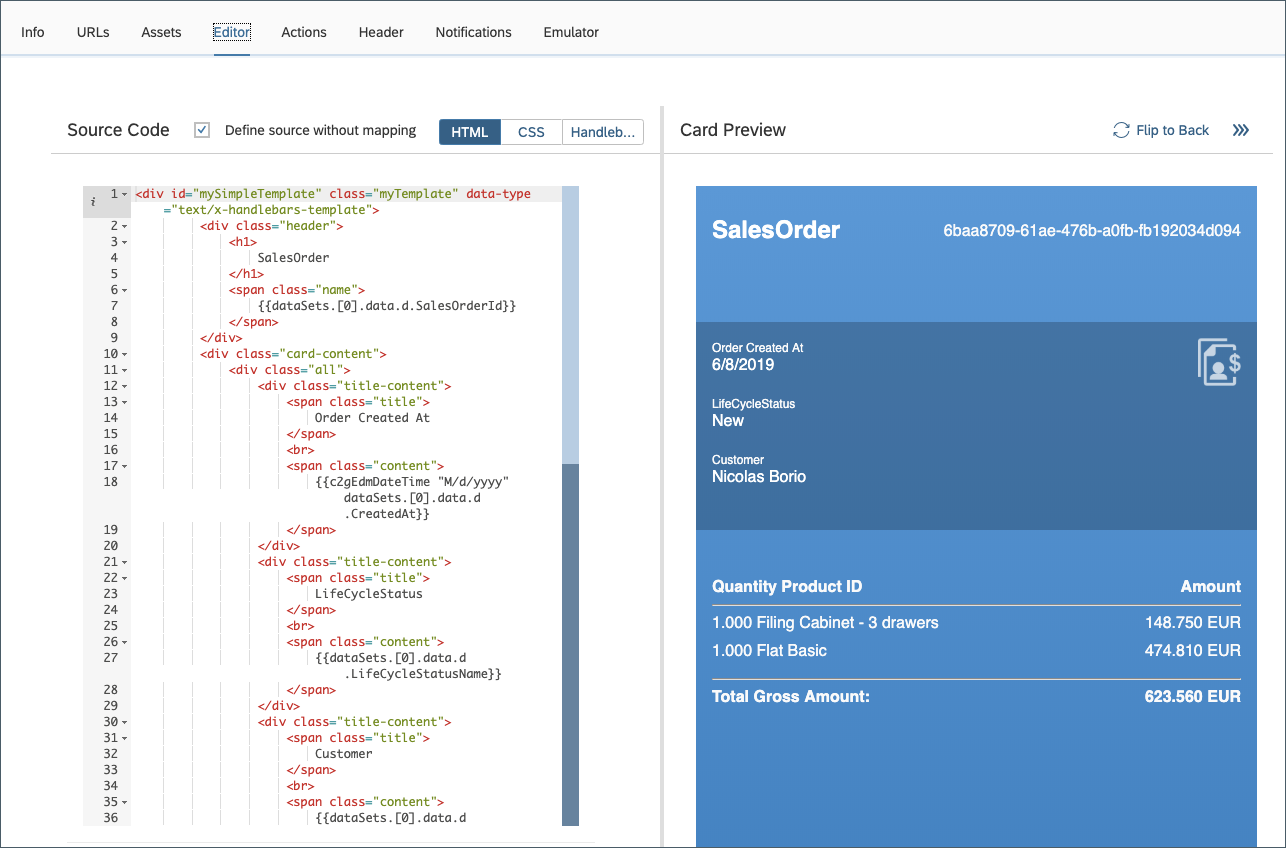 Info URLs Assets Editor Actions Header Notifications Emulator
Source Code Define source without mapping HTML CSS Handleb...
i 1 <div id="mySimpleTemplate" class="myTemplate" data-type
="text/x-handlebars-template">
2 <div class="header">
3 <h1>
4 SalesOrder
5 </h1>
6 <span class="name">
7 {{dataSets.[0].data.d.SalesOrderId}}
8 </span>
9 </div>
10 <div class="card-content">
11 <div class="all">
12 <div class="title-content">
13 <span class="title">
14 Order Created At
15 </span>
16 <br>
17 <span class="content">
18 {{c2gEdmDateTime "M/d/yyyy"
dataSets.[0].data.d
.CreatedAt}}
19 </span>
20 </div>
21 <div class="title-content">
22 <span class="title">
23 LifeCycleStatus
24 </span>
25 <br>
26 <span class="content">
27 {{dataSets.[0].data.d
.LifeCycleStatusName}}
28 </span>
29 </div>
30 <div class="title-content">
31 <span class="title">
32 Customer
33 </span>
34 <br>
35 <span class="content">
36 {{dataSets.[0].data.d
Card Preview Flip to Back
SalesOrder 6baa8709-61ae-476b-a0fb-fb192034d094
Order Created At
6/8/2019
$
LifeCycleStatus
New
Customer
Nicolas Borio
Quantity Product ID Amount
1.000 Filing Cabinet - 3 drawers 148.750 EUR
1.000 Flat Basic 474.810 EUR
Total Gross Amount: 623.560 EUR